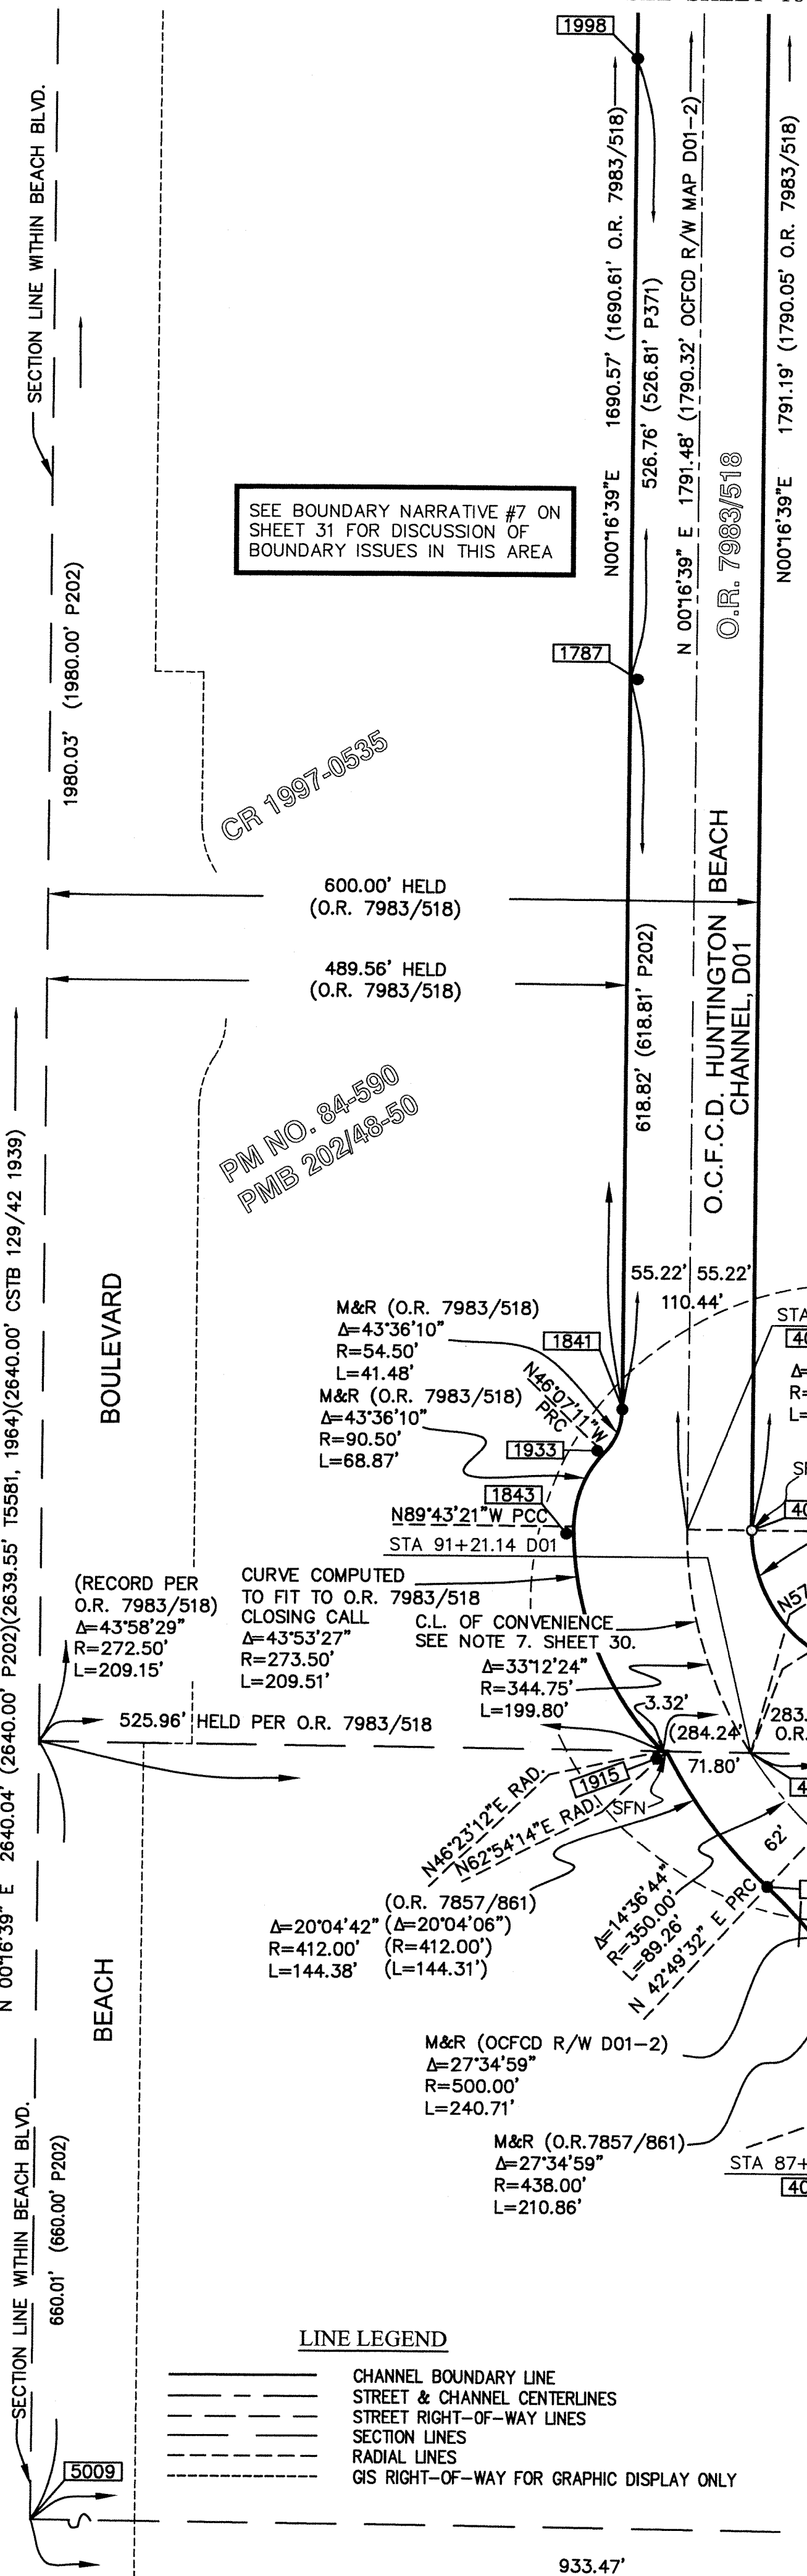 1998
SECTION LINE WITHIN BEACH BLVD.
N00°16'39"E 1690.57' (1690.61' O.R. 7983/518)
526.76' (526.81' P371)
N 00°16'39" E 1791.48' (1790.32' OCFCD R/W MAP D01-2)
O.R. 7983/518
N00°16'39"E 1791.19' (1790.05' O.R. 7983/518)
SEE BOUNDARY NARRATIVE #7 ON
SHEET 31 FOR DISCUSSION OF
BOUNDARY ISSUES IN THIS AREA
1980.03' (1980.00' P202)
1787
CR 1997-0535
600.00' HELD
(O.R. 7983/518)
489.56' HELD
(O.R. 7983/518)
618.82' (618.81' P202)
O.C.F.C.D. HUNTINGTON BEACH
CHANNEL, D01
PM NO. 84-590
PMB 202/48-50
N 00°16'39" E 2640.04' (2640.00' P202)(2639.55' T5581, 1964)(2640.00' CSTB 129/42 1939)
BOULEVARD
55.22' 55.22'
110.44'
M&R (O.R. 7983/518)
Δ=43°36'10"
R=54.50'
L=41.48'
1841
STA
M&R (O.R. 7983/518)
Δ=43°36'10"
R=90.50'
L=68.87'
N46°07'11"W
PRC
1933
1843
N89°43'21"W PCC
STA 91+21.14 D01
(RECORD PER
O.R. 7983/518)
Δ=43°58'29"
R=272.50'
L=209.15'
CURVE COMPUTED
TO FIT TO O.R. 7983/518
CLOSING CALL
Δ=43°53'27"
R=273.50'
L=209.51'
C.L. OF CONVENIENCE
SEE NOTE 7. SHEET 30.
Δ=33°12'24"
R=344.75'
L=199.80'
N57
525.96' HELD PER O.R. 7983/518
3.32'
(284.24'
71.80'
283.
O.R.
1915
SFN
N46°23'12"E RAD.
N62°54'14"E RAD.
62'
(O.R. 7857/861)
Δ=20°04'42" (Δ=20°04'06")
R=412.00' (R=412.00')
L=144.38' (L=144.31')
Δ=14°36'44"
R=350.00'
L=89.26'
N 42°49'32" E PRC
BEACH
M&R (OCFCD R/W D01-2)
Δ=27°34'59"
R=500.00'
L=240.71'
M&R (O.R.7857/861)
Δ=27°34'59"
R=438.00'
L=210.86'
STA 87+
40
SECTION LINE WITHIN BEACH BLVD.
660.01' (660.00' P202)
LINE LEGEND
CHANNEL BOUNDARY LINE
STREET & CHANNEL CENTERLINES
STREET RIGHT-OF-WAY LINES
SECTION LINES
RADIAL LINES
GIS RIGHT-OF-WAY FOR GRAPHIC DISPLAY ONLY
5009
933.47'